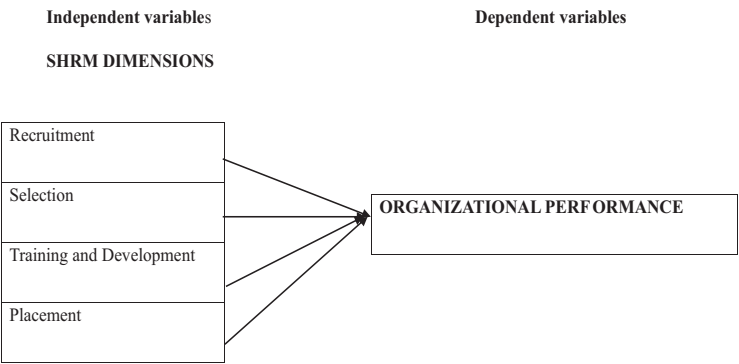 Independent variables
Dependent variables
SHRM DIMENSIONS
Recruitment
Selection
ORGANIZATIONAL PERFORMANCE
Training and Development
Placement